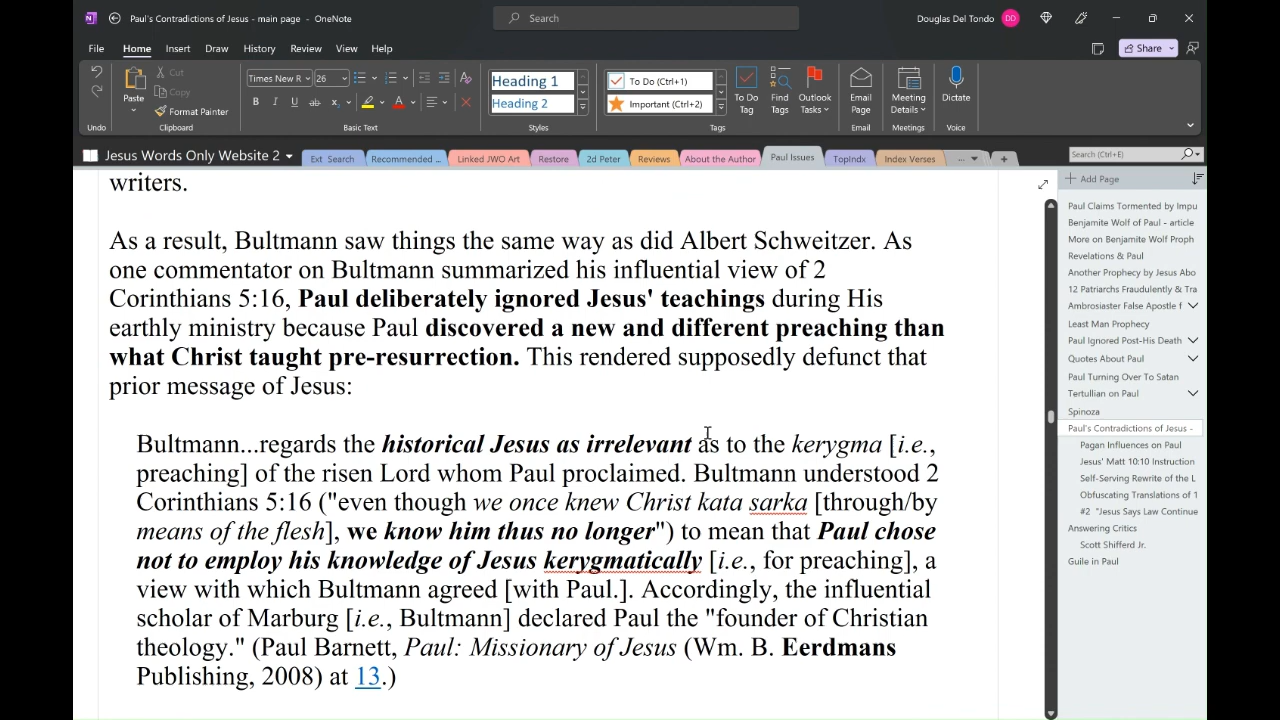 Paul's Contradictions of Jesus - main page - OneNote
Search
Douglas Del Tondo
DD
File Home Insert Draw History Review View Help
Share
Undo
Paste
Cut
Copy
Format Painter
Clipboard
Times New R 26
B I U ab x A
Basic Text
Heading 1
Heading 2
Styles
To Do (Ctrl+1)
Important (Ctrl+2)
Tags
To Do Tag
Find Tags
Outlook Tasks
Email Page
Email
Meeting Details
Meetings
Dictate
Voice
Jesus Words Only Website 2
Ext Search
Recommended ...
Linked JWO Art
Restore
2d Peter
Reviews
About the Author
Paul Issues
TopIndx
Index Verses
...
Search (Ctrl+E)
writers.
As a result, Bultmann saw things the same way as did Albert Schweitzer. As
one commentator on Bultmann summarized his influential view of 2
Corinthians 5:16, Paul deliberately ignored Jesus' teachings during His
earthly ministry because Paul discovered a new and different preaching than
what Christ taught pre-resurrection. This rendered supposedly defunct that
prior message of Jesus:
Bultmann...regards the historical Jesus as irrelevant as to the kerygma [i.e.,
preaching] of the risen Lord whom Paul proclaimed. Bultmann understood 2
Corinthians 5:16 ("even though we once knew Christ kata sarka [through/by
means of the flesh], we know him thus no longer") to mean that Paul chose
not to employ his knowledge of Jesus kerygmatically [i.e., for preaching], a
view with which Bultmann agreed [with Paul.]. Accordingly, the influential
scholar of Marburg [i.e., Bultmann] declared Paul the "founder of Christian
theology." (Paul Barnett, Paul: Missionary of Jesus (Wm. B. Eerdmans
Publishing, 2008) at 13.)
Add Page
Paul Claims Tormented by Impu
Benjamite Wolf of Paul - article
More on Benjamite Wolf Proph
Revelations & Paul
Another Prophecy by Jesus Abo
12 Patriarchs Fraudulently & Tra
Ambrosiaster False Apostle f
Least Man Prophecy
Paul Ignored Post-His Death
Quotes About Paul
Paul Turning Over To Satan
Tertullian on Paul
Spinoza
Paul's Contradictions of Jesus -
Pagan Influences on Paul
Jesus' Matt 10:10 Instruction
Self-Serving Rewrite of the L
Obfuscating Translations of 1
#2 "Jesus Says Law Continue
Answering Critics
Scott Shifferd Jr.
Guile in Paul